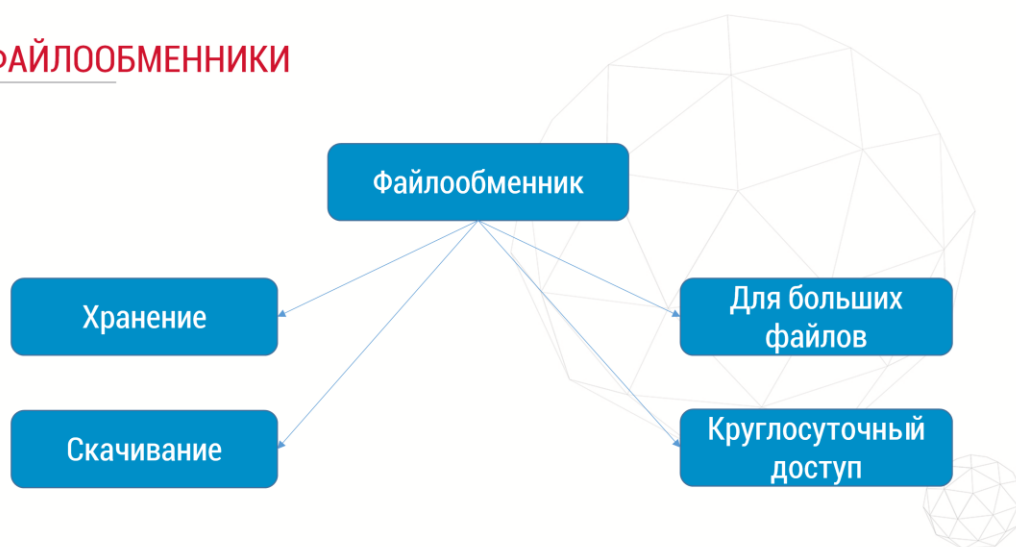 ФАЙЛООБМЕННИКИ
Файлообменник
Хранение
Для больших
файлов
Скачивание
Круглосуточный
доступ